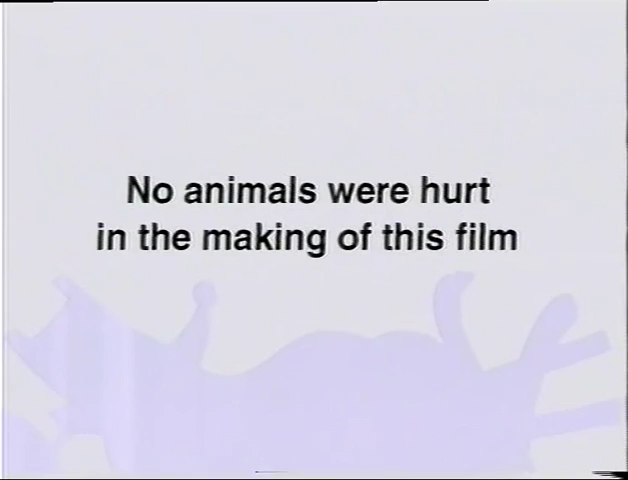 No animals were hurt
in the making of this film